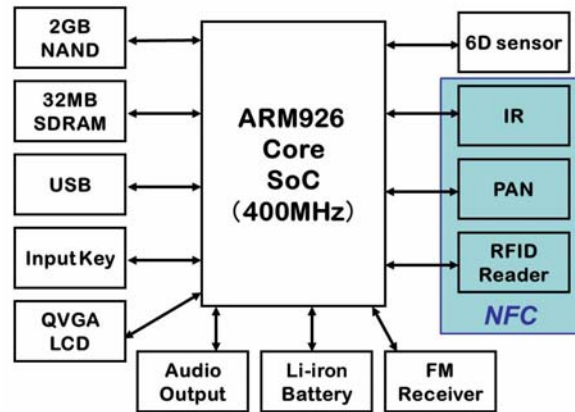 2GB
NAND
32MB
SDRAM
USB
Input Key
QVGA
LCD
ARM926
Core
SoC
(400MHz)
6D sensor
IR
PAN
RFID
Reader
NFC
Audio
Output
Li-iron
Battery
FM
Receiver